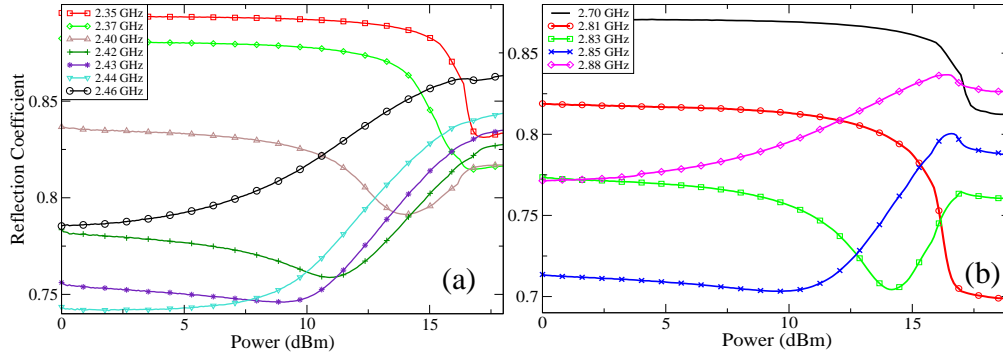 2.35 GHz
2.37 GHz
2.40 GHz
2.42 GHz
2.43 GHz
2.44 GHz
2.46 GHz
Reflection Coefficient
0.85
0.8
0.75
0
5
10
15
Power (dBm)
(a)
2.70 GHz
2.81 GHz
2.83 GHz
2.85 GHz
2.88 GHz
0.85
0.8
0.75
0.7
0
5
10
15
Power (dBm)
(b)